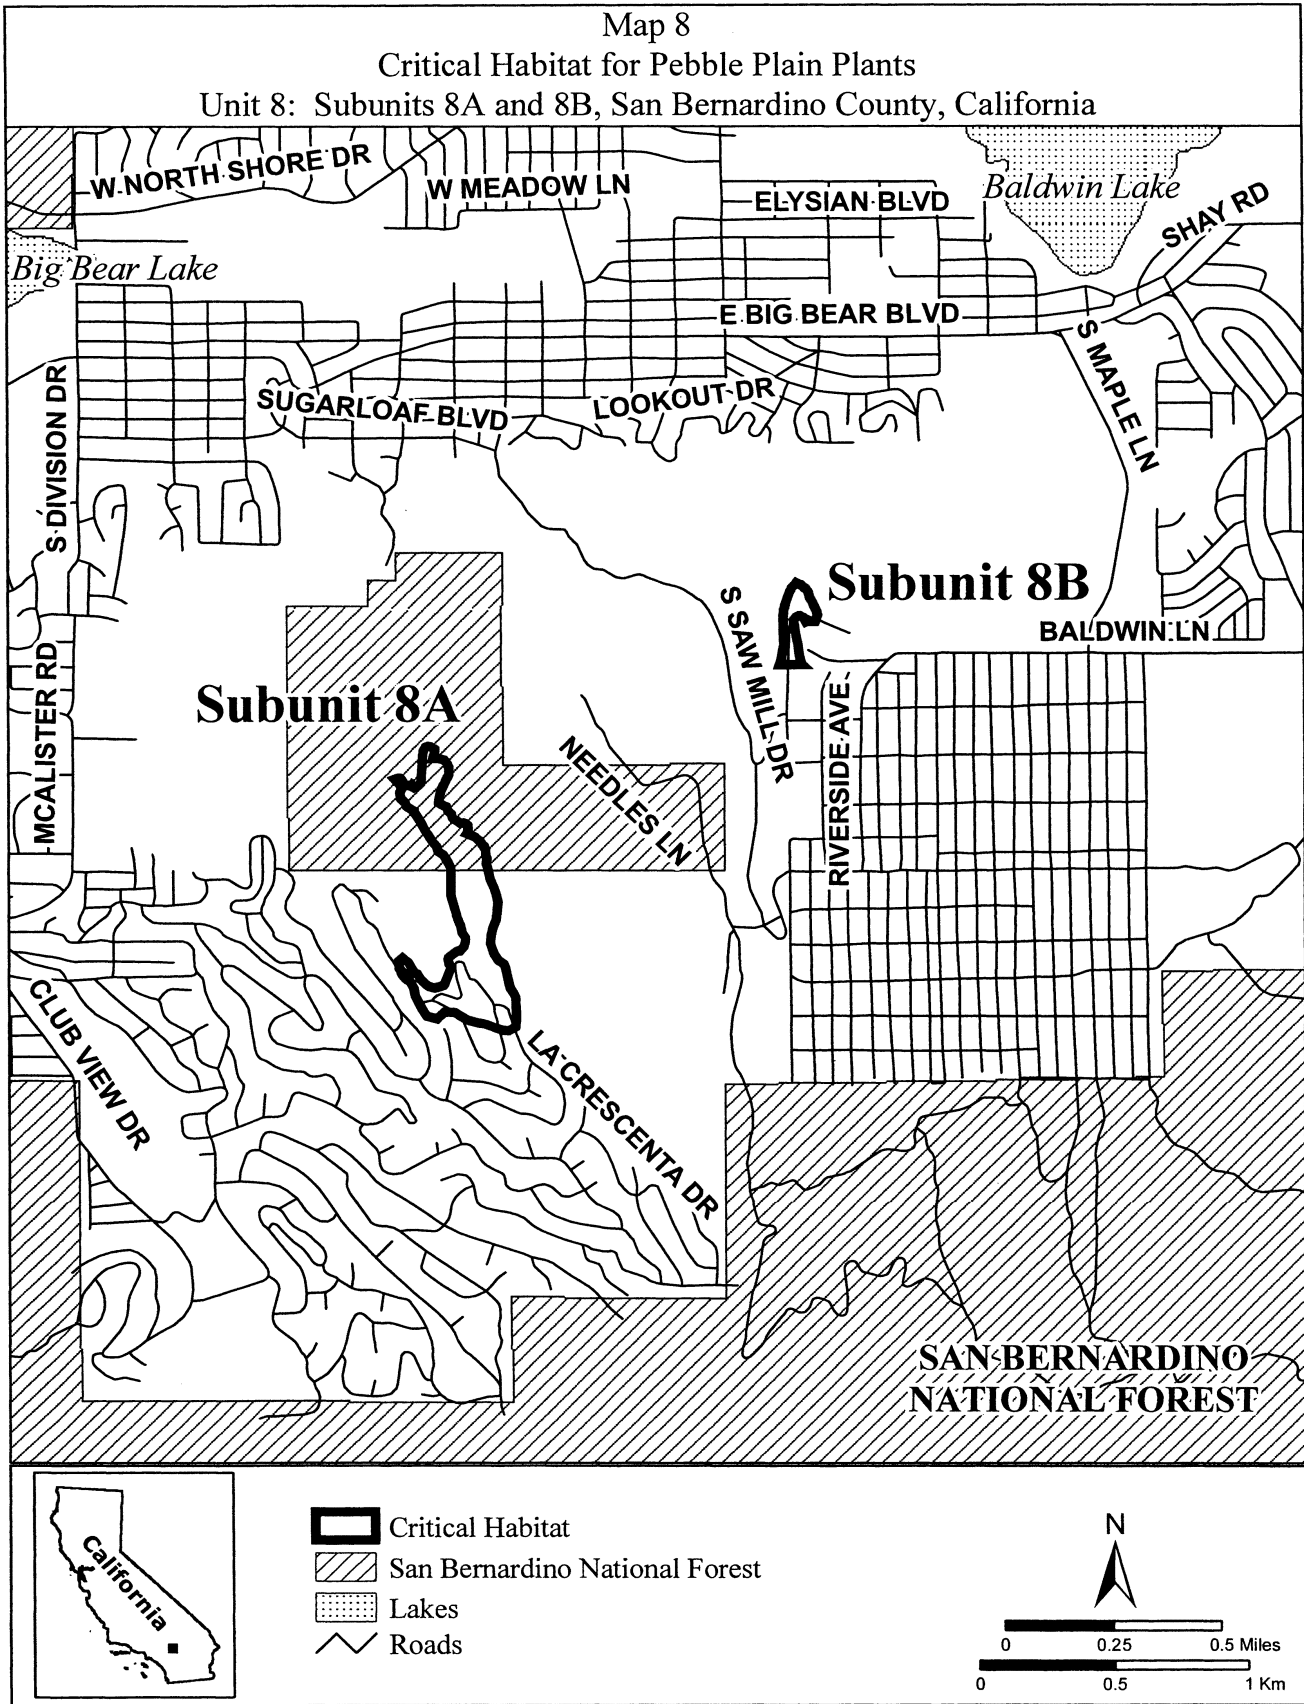 Map 8
Critical Habitat for Pebble Plain Plants
Unit 8: Subunits 8A and 8B, San Bernardino County, California
W NORTH SHORE DR
W MEADOW LN
ELYSIAN BLVD
Baldwin Lake
SHAY RD
Big Bear Lake
E BIG BEAR BLVD
S MAPLE LN
S DIVISION DR
SUGARLOAF BLVD
LOOKOUT DR
Subunit 8B
S SAW MILL DR
BALDWIN LN
MCALISTER RD
Subunit 8A
NEEDLES LN
RIVERSIDE AVE
CLUB VIEW DR
LA CRESCENTA DR
SAN BERNARDINO
NATIONAL FOREST
California
Critical Habitat
San Bernardino National Forest
Lakes
Roads
N
0 0.25 0.5 Miles
0 0.5 1 Km